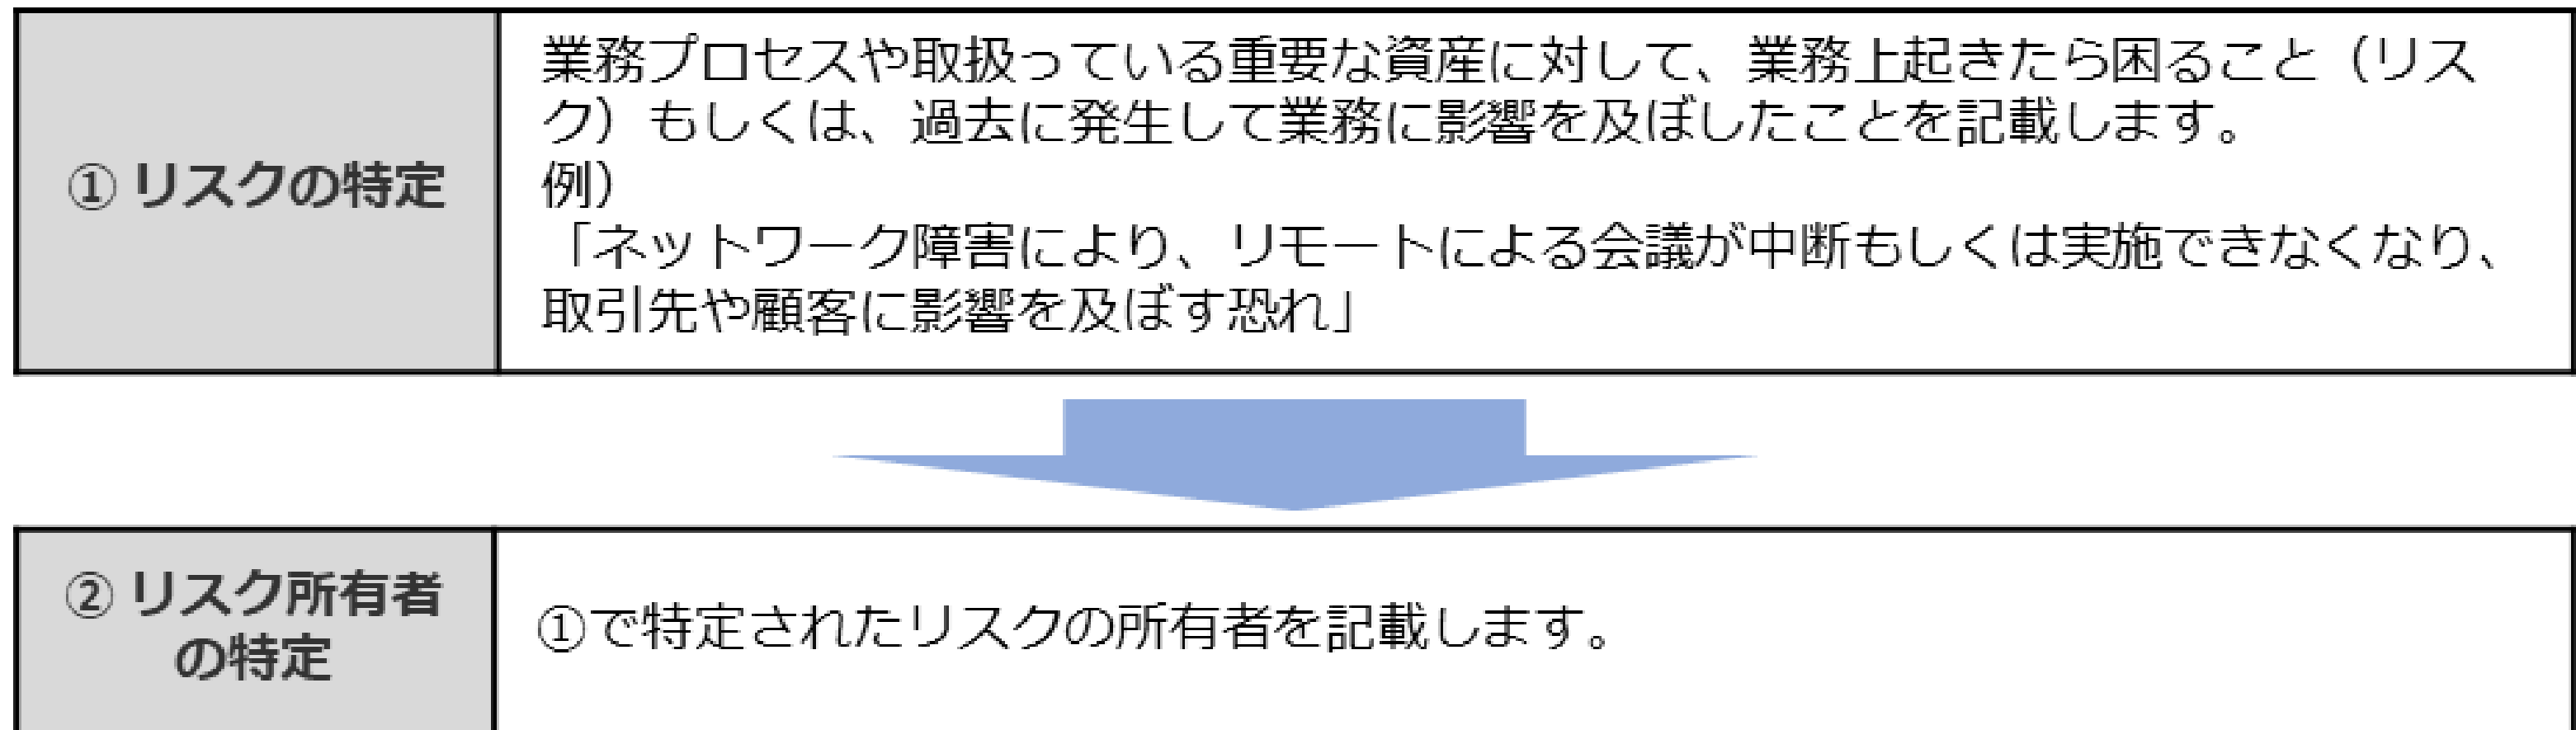 ① リスクの特定
業務プロセスや取扱っている重要な資産に対して、業務上起きたら困ること（リス
ク）もしくは、過去に発生して業務に影響を及ぼしたことを記載します。
例）
「ネットワーク障害により、リモートによる会議が中断もしくは実施できなくなり、
取引先や顧客に影響を及ぼす恐れ」
② リスク所有者
の特定
①で特定されたリスクの所有者を記載します。